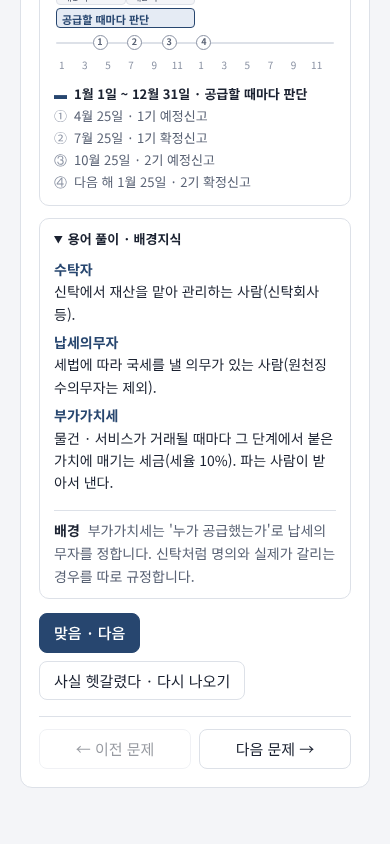 공급할 때마다 판단
① ② ③ ④
1 3 5 7 9 11 1 3 5 7 9 11
1월 1일 ~ 12월 31일 · 공급할 때마다 판단
① 4월 25일 · 1기 예정신고
② 7월 25일 · 1기 확정신고
③ 10월 25일 · 2기 예정신고
④ 다음 해 1월 25일 · 2기 확정신고
▼ 용어 풀이 · 배경지식
수탁자
신탁에서 재산을 맡아 관리하는 사람(신탁회사
등).
납세의무자
세법에 따라 국세를 낼 의무가 있는 사람(원천징
수의무자는 제외).
부가가치세
물건 · 서비스가 거래될 때마다 그 단계에서 붙은
가치에 매기는 세금(세율 10%). 파는 사람이 받
아서 낸다.
배경 부가가치세는 '누가 공급했는가'로 납세의
무자를 정합니다. 신탁처럼 명의와 실제가 갈리는
경우를 따로 규정합니다.
맞음 · 다음
사실 헷갈렸다 · 다시 나오기
← 이전 문제
다음 문제 →